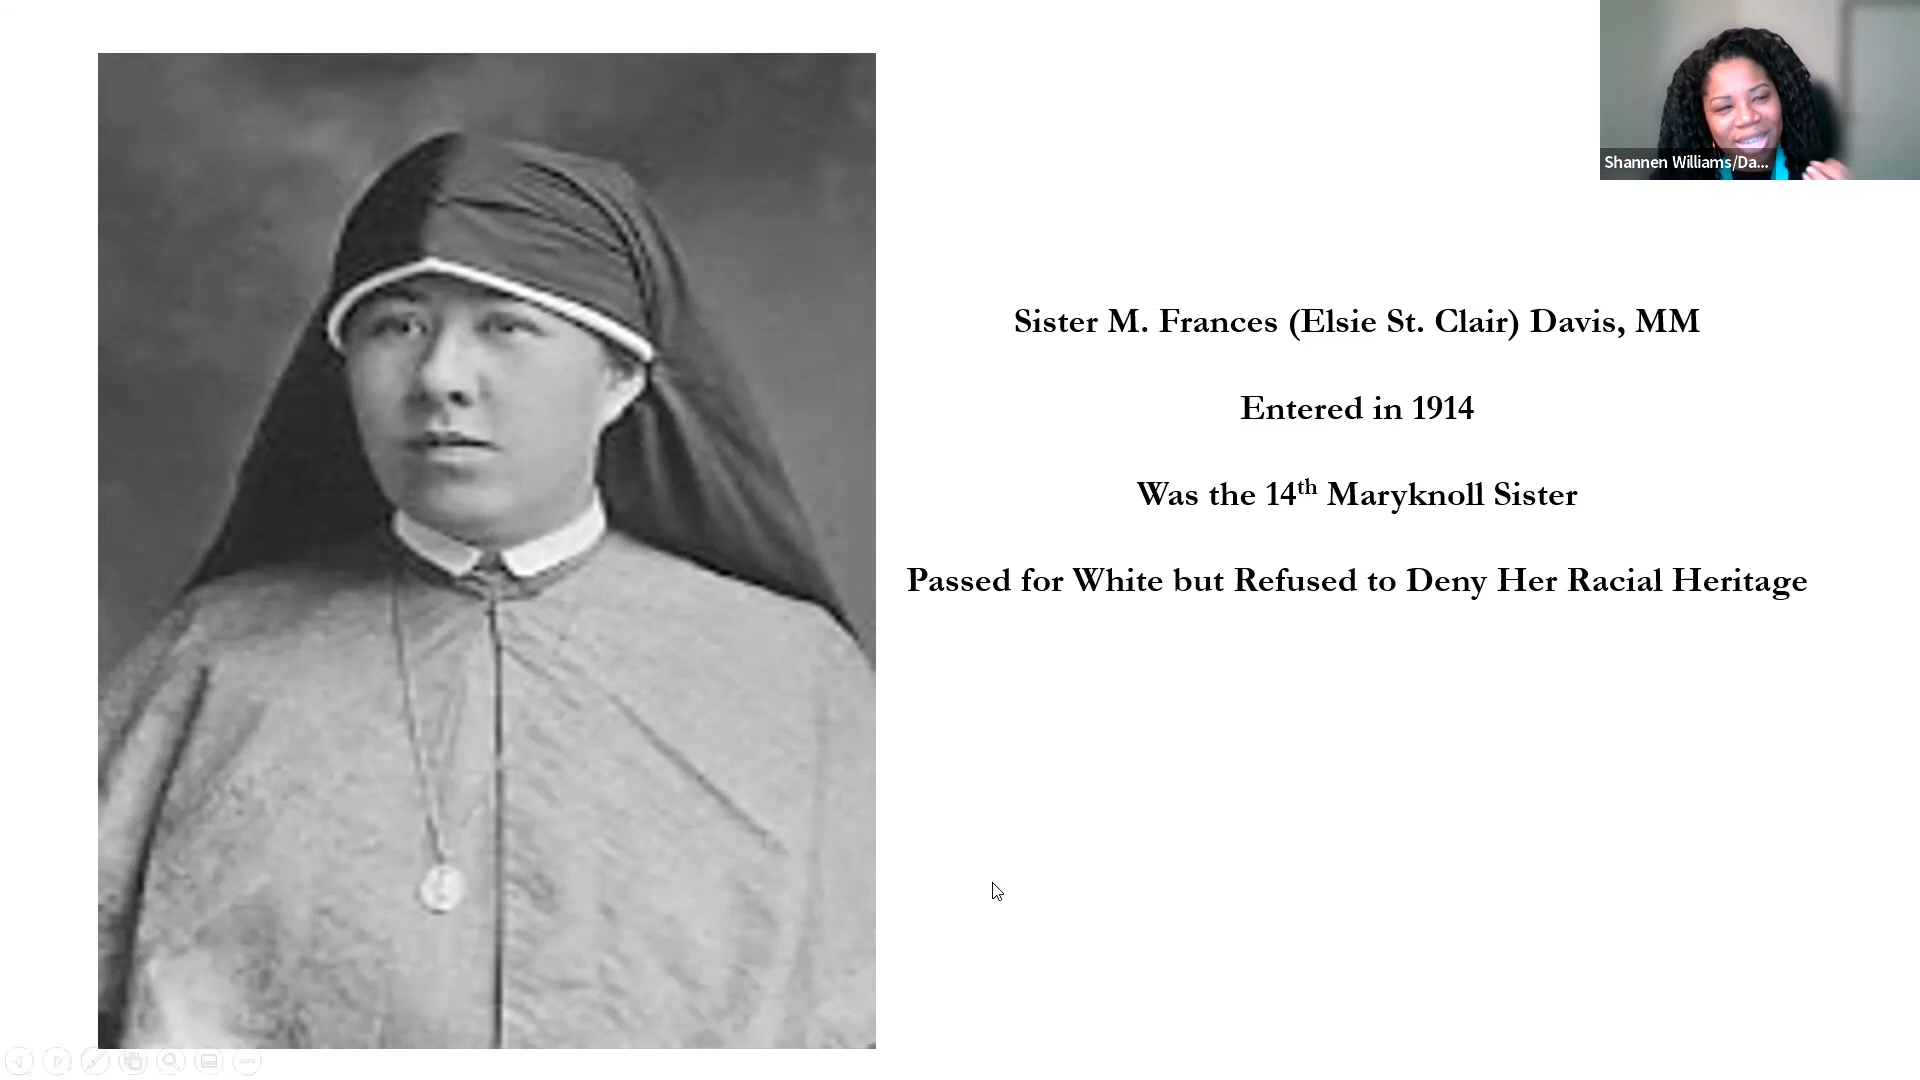 Shannen Williams/Da...
Sister M. Frances (Elsie St. Clair) Davis, MM
Entered in 1914
Was the 14th Maryknoll Sister
Passed for White but Refused to Deny Her Racial Heritage